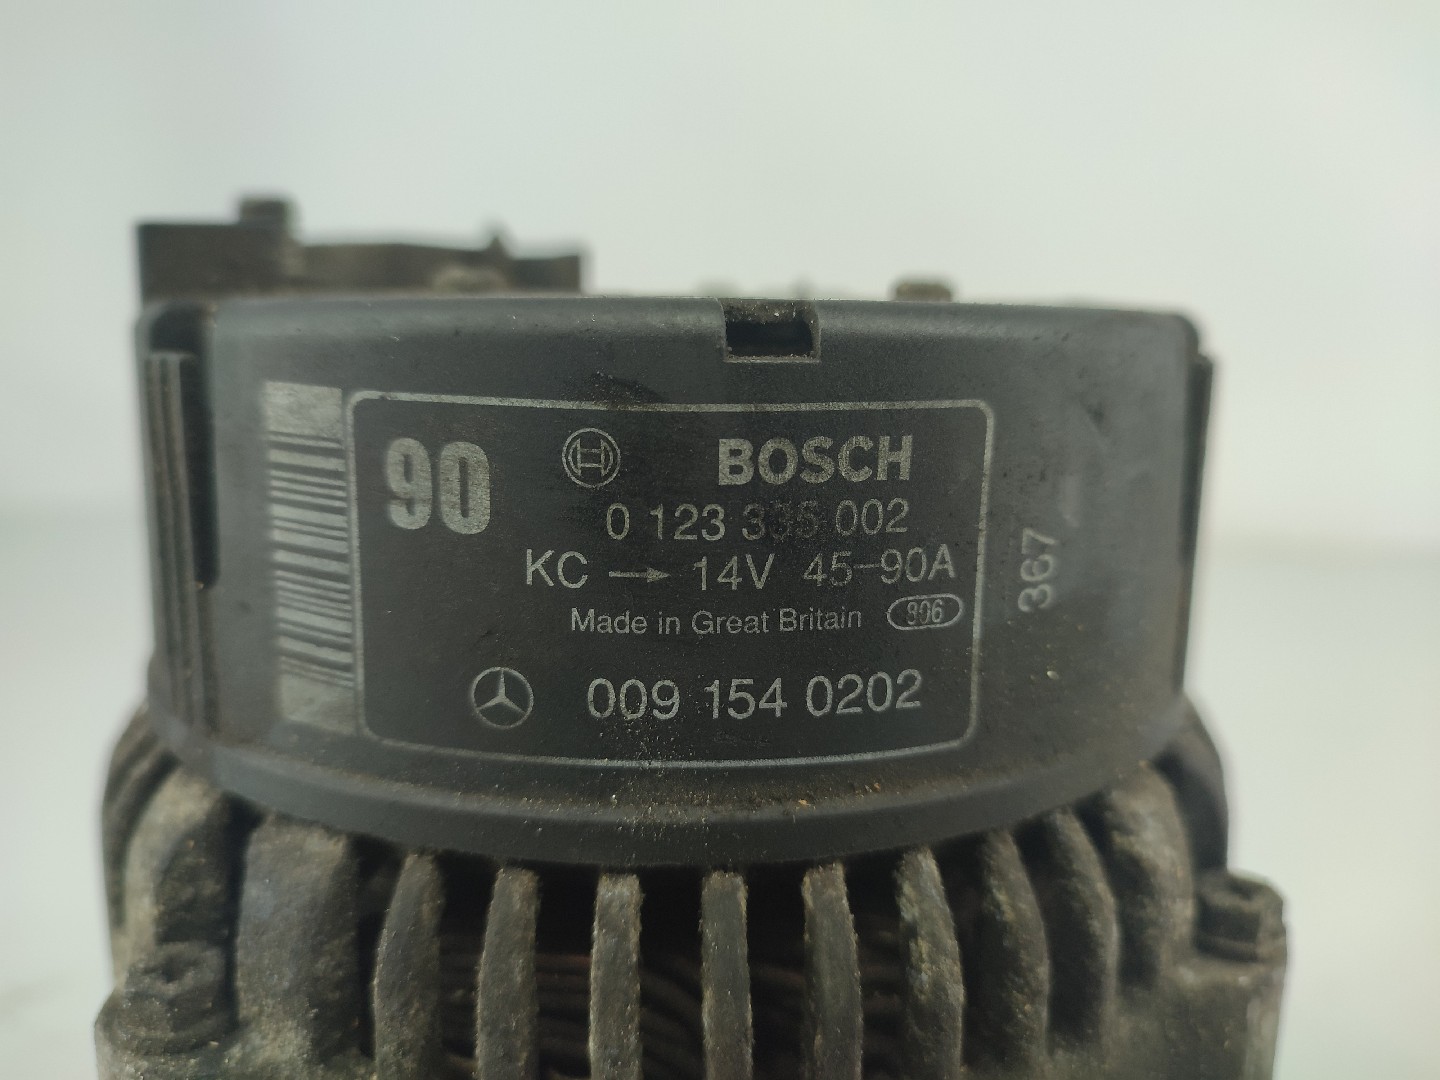 90
BOSCH
0 123 335 002
KC → 14V 45-90A
Made in Great Britain 806
009 154 0202
367